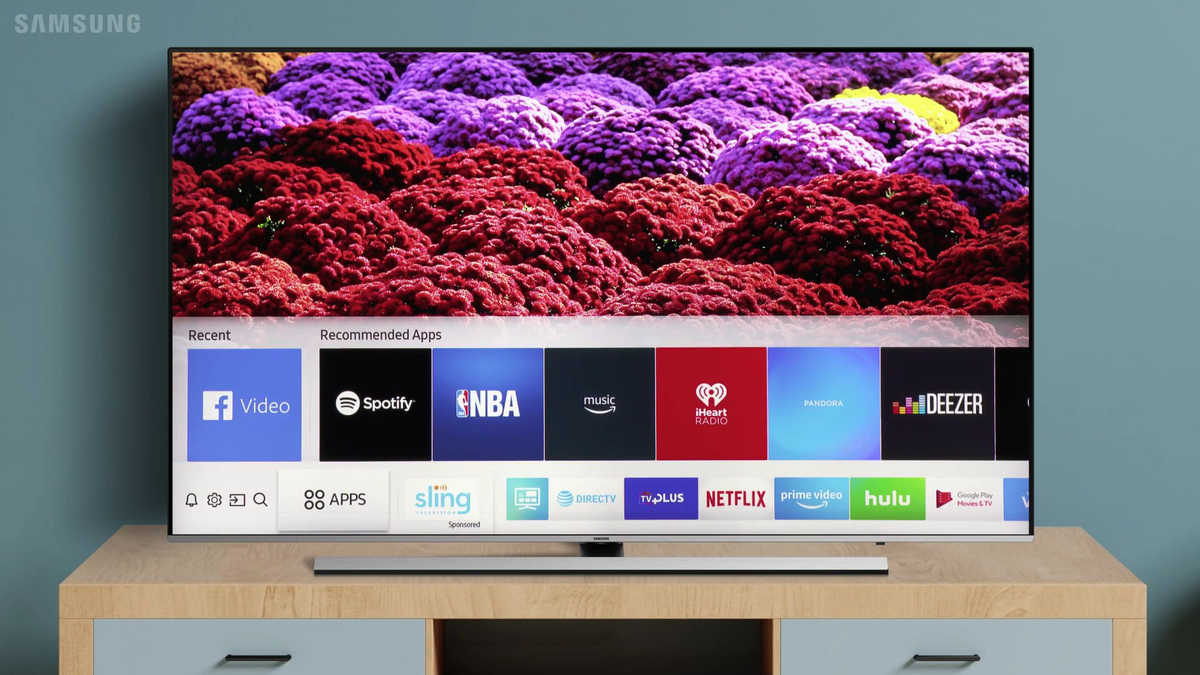 SAMSUNG
Recent
Recommended Apps
Video
Spotify
NBA
music
iHeart
RADIO
PANDORA
DEEZER
APPS
sling
TELEVISION
Sponsored
DIRECTV
TV PLUS
NETFLIX
prime video
hulu
Google Play
Movies & TV
SAMSUNG